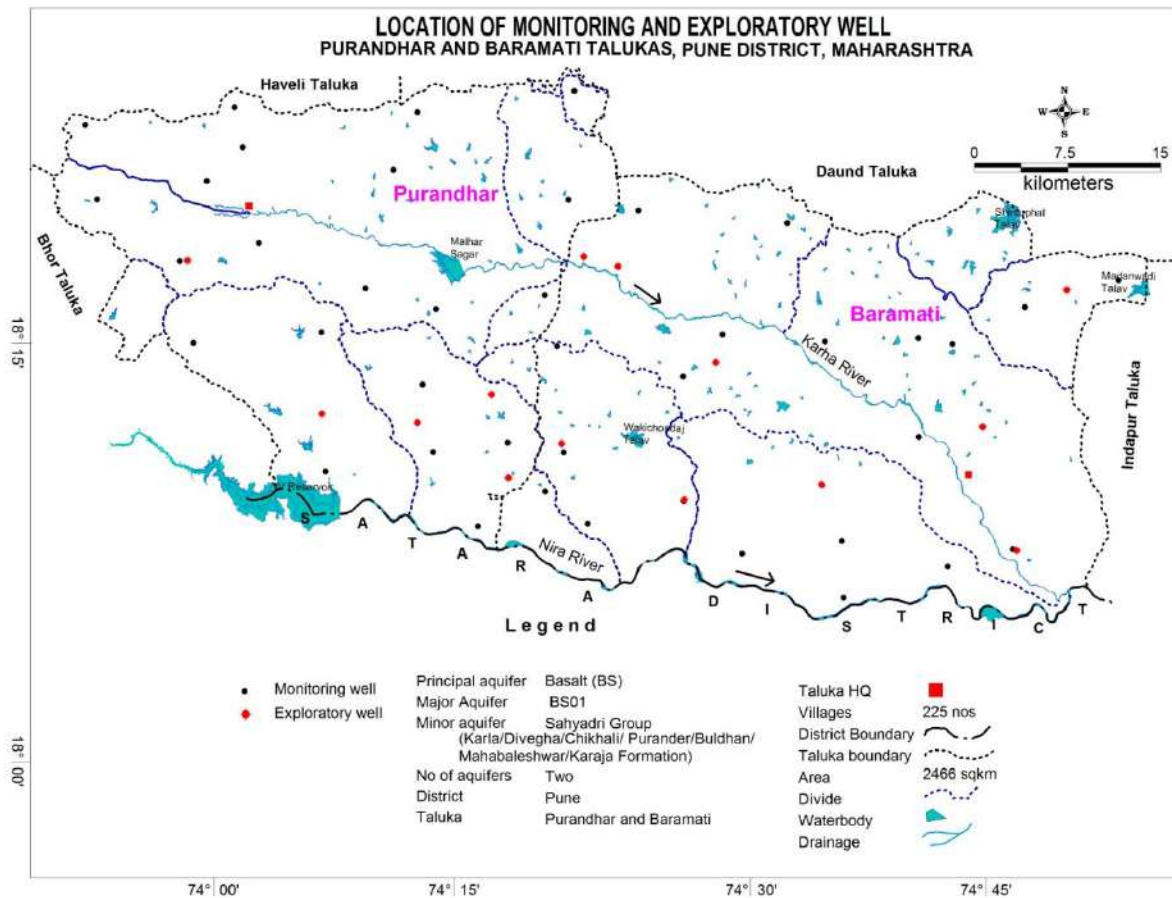 LOCATION OF MONITORING AND EXPLORATORY WELL
PURANDHAR AND BARAMATI TALUKAS, PUNE DISTRICT, MAHARASHTRA
Haveli Taluka
N
W E
S
0 7.5 15
kilometers
Daund Taluka
Purandhar
Talav
Bhor Taluka
Malhar
Sagar
Madanwadi
Talav
Baramati
18° 15'
Karha River
Indapur Taluka
Wakichondaj
Talav
Reservoir
Nira River
S A T A R A D I S T R I C T
Legend
Monitoring well
Exploratory well
Principal aquifer Basalt (BS)
Major Aquifer BS01
Minor aquifer Sahyadri Group
(Karla/Divegha/Chikhali/ Purander/Buldhan/
Mahabaleshwar/Karaja Formation)
No of aquifers Two
District Pune
Taluka Purandhar and Baramati
Taluka HQ
Villages 225 nos
District Boundary
Taluka boundary
Area 2466 sqkm
Divide
Waterbody
Drainage
18° 00'
74° 00' 74° 15' 74° 30' 74° 45'